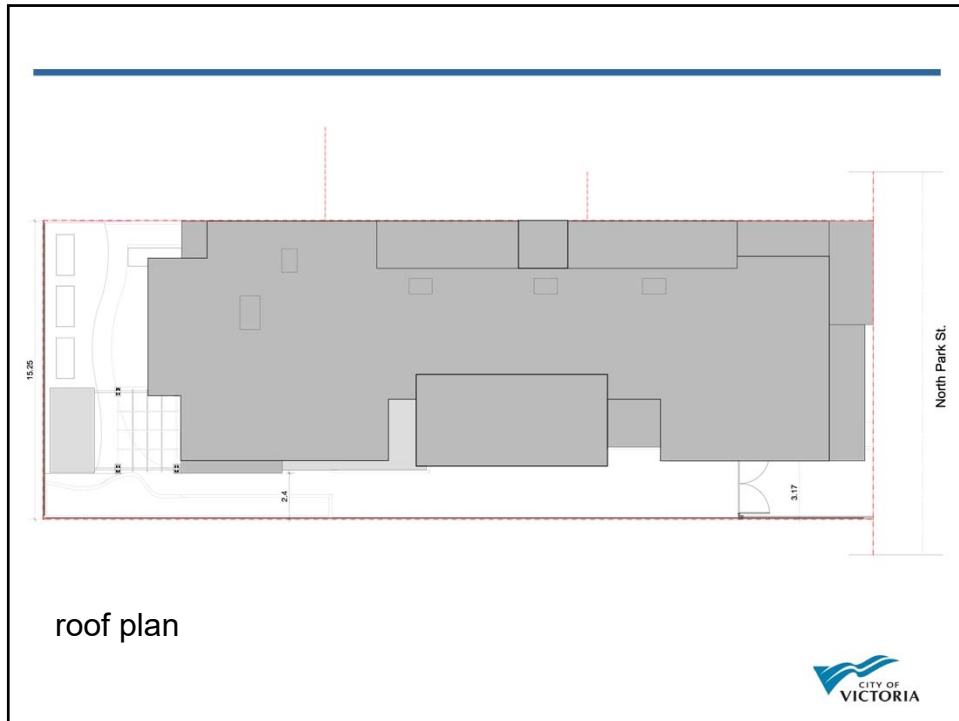 15.25
2.4
3.17
North Park St.
roof plan
CITY OF
VICTORIA